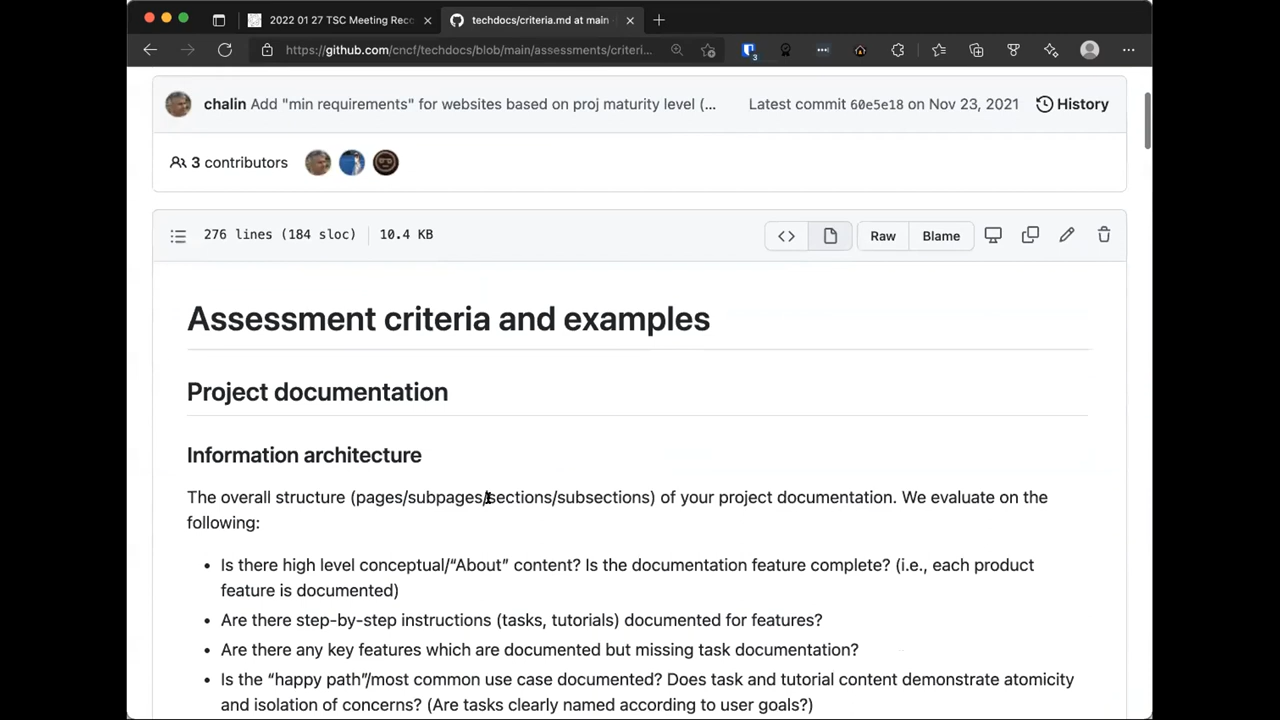 2022 01 27 TSC Meeting Reco
techdocs/criteria.md at main
https://github.com/cncf/techdocs/blob/main/assessments/criteri...
3
chalin Add "min requirements" for websites based on proj maturity level (...
Latest commit 60e5e18 on Nov 23, 2021
History
3 contributors
276 lines (184 sloc)
10.4 KB
Raw
Blame
Assessment criteria and examples
Project documentation
Information architecture
The overall structure (pages/subpages/sections/subsections) of your project documentation. We evaluate on the
following:
• Is there high level conceptual/“About” content? Is the documentation feature complete? (i.e., each product
feature is documented)
• Are there step-by-step instructions (tasks, tutorials) documented for features?
• Are there any key features which are documented but missing task documentation?
• Is the “happy path”/most common use case documented? Does task and tutorial content demonstrate atomicity
and isolation of concerns? (Are tasks clearly named according to user goals?)